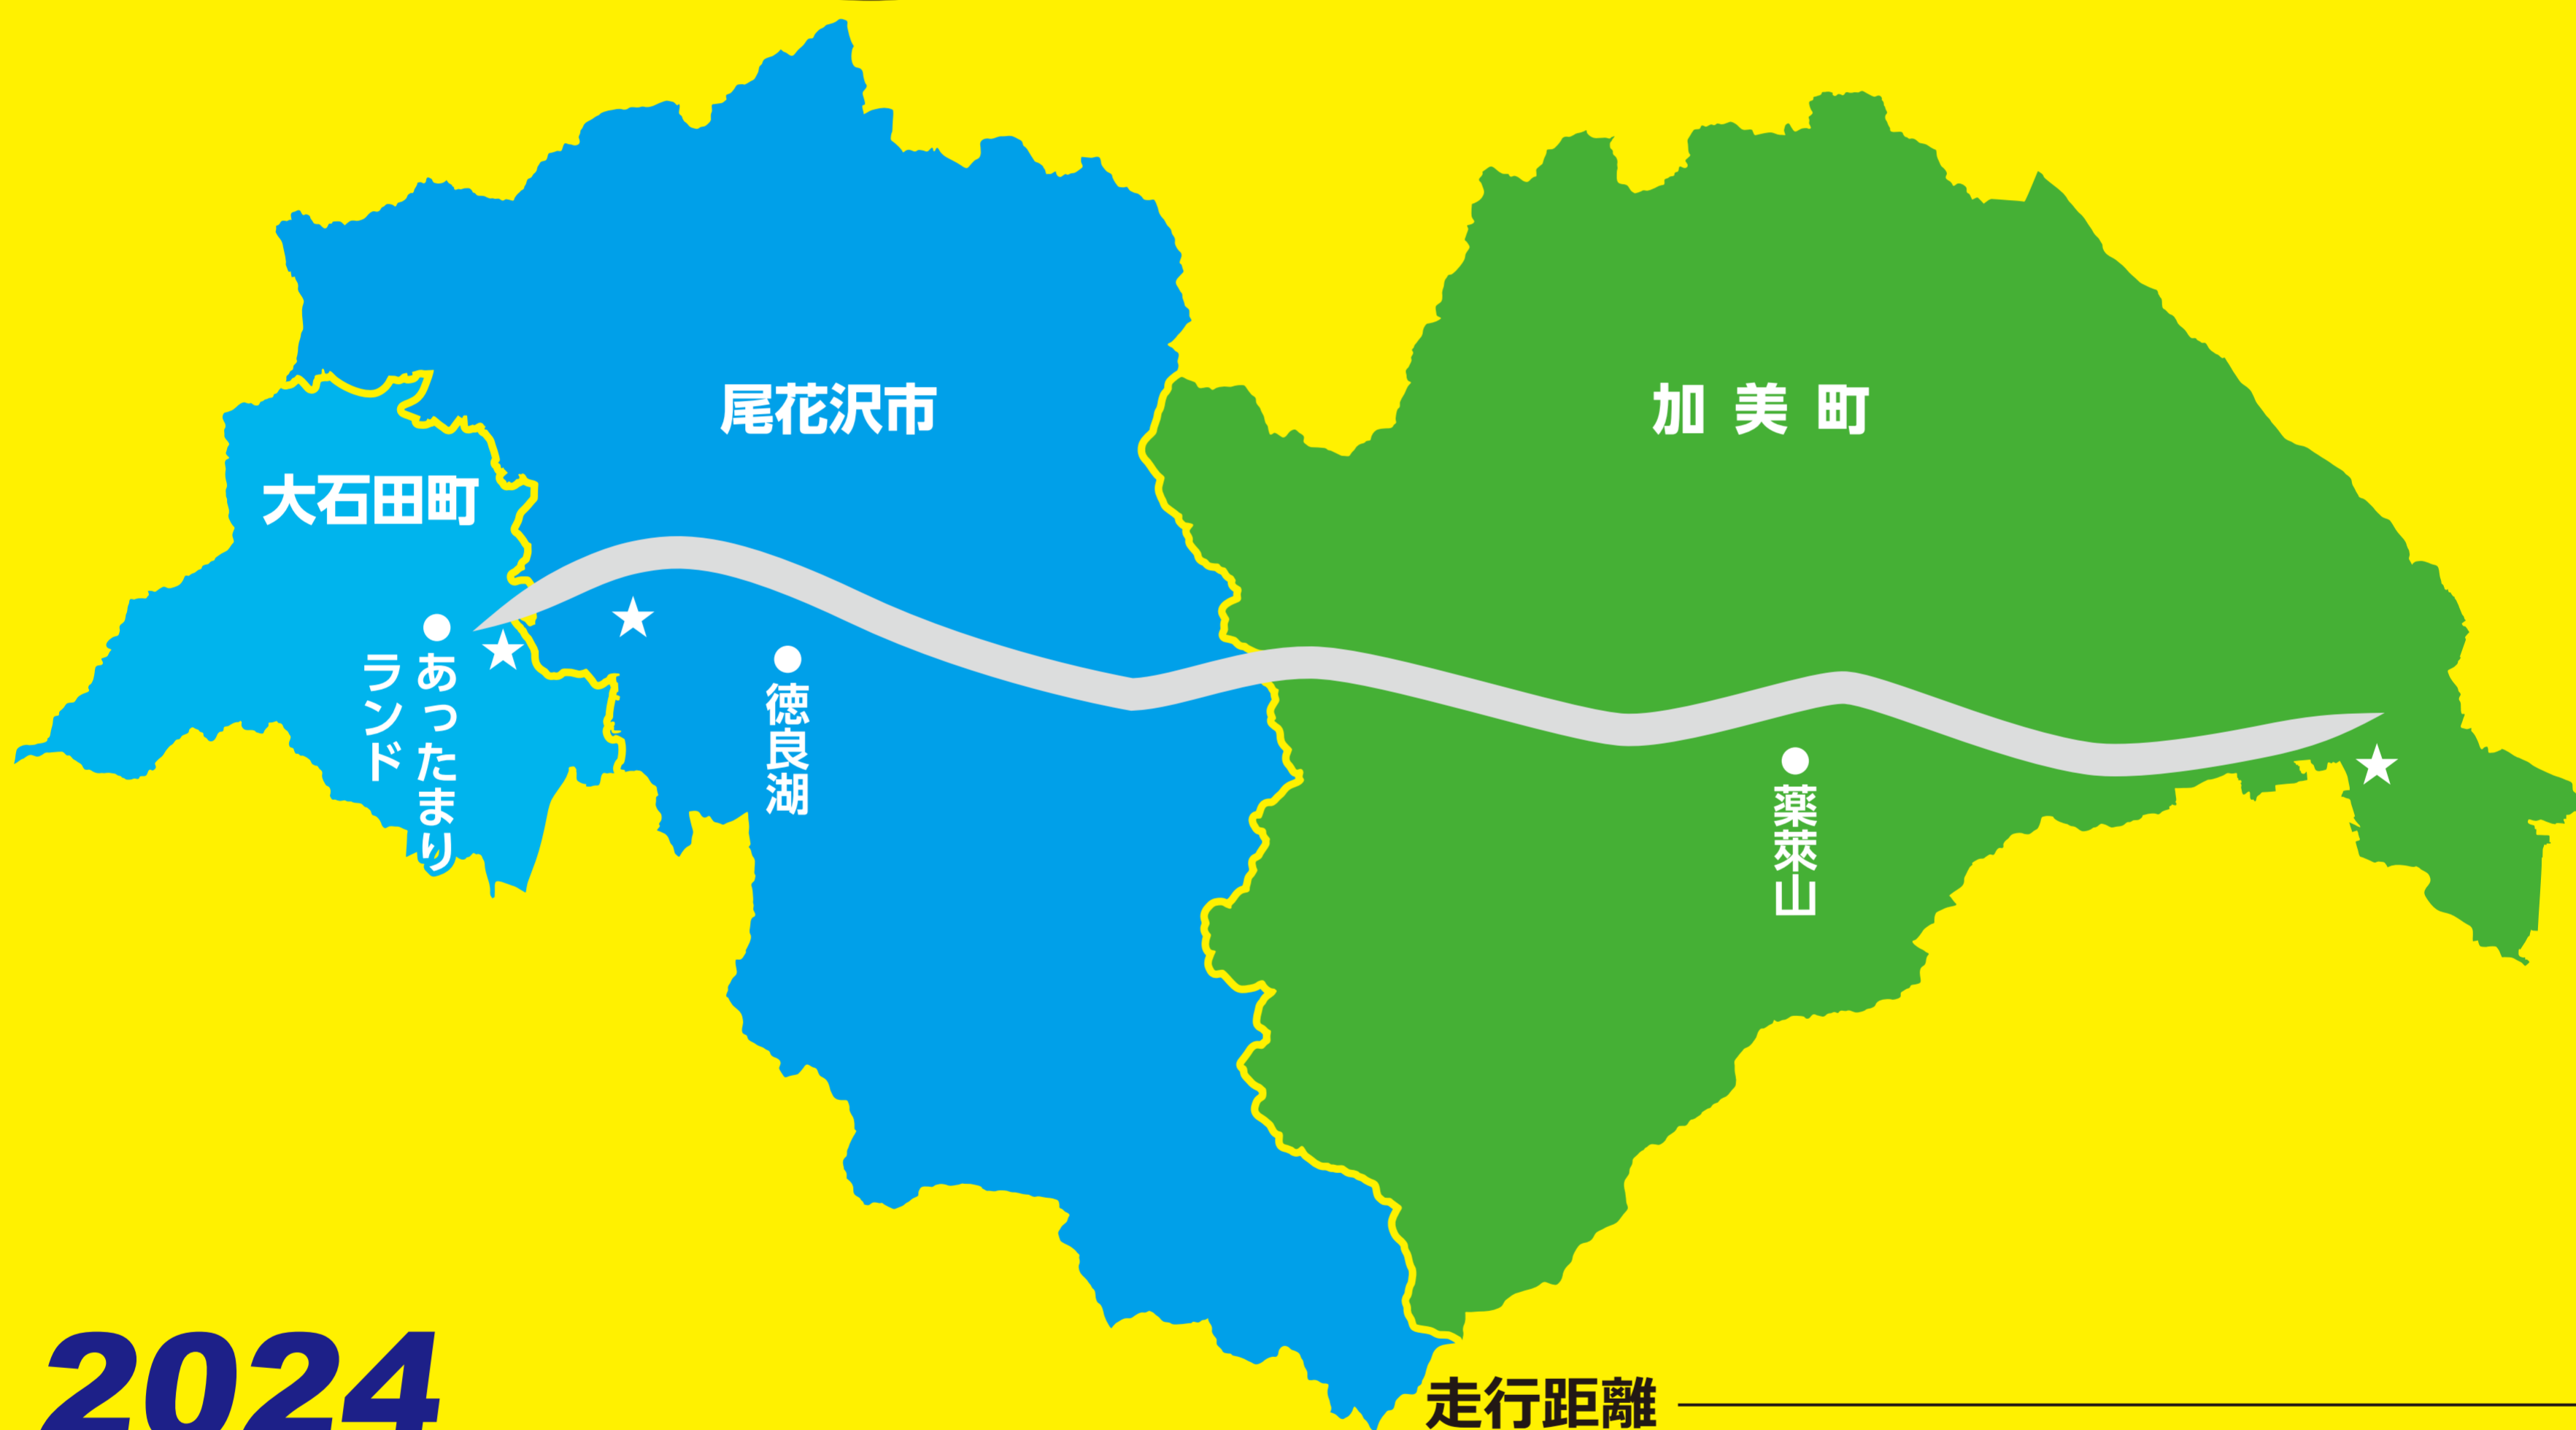 尾花沢市
加美町
大石田町
あったまり
ランド
徳良湖
薬萊山
2024
走行距離